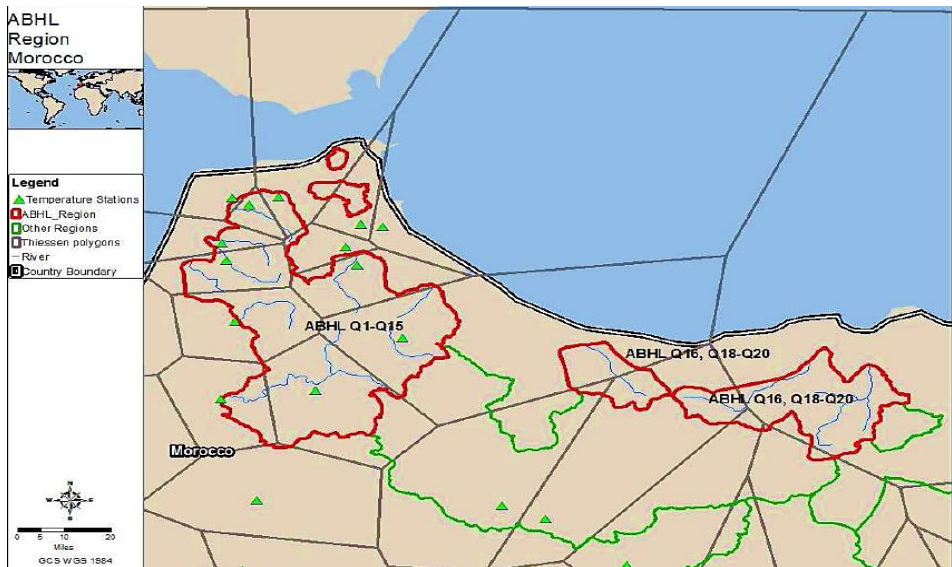 ABHL
Region
Morocco
Legend
Temperature Stations
ABHL_Region
Other Regions
Thiessen polygons
River
Country Boundary
ABHL Q1-Q15
ABHL Q16, Q18-Q20
ABHL Q16, Q18-Q20
Morocco
N
W E
S
0 5 10 20
Miles
GCS WGS 1984